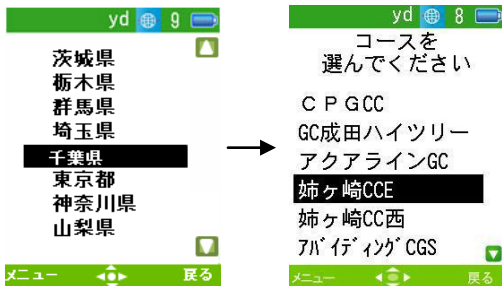 yd 9
茨城県
栃木県
群馬県
埼玉県
千葉県
東京都
神奈川県
山梨県
メニュー 戻る
yd 8
コースを
選んでください
ＣＰＧCC
GC成田ハイツリー
アクアラインGC
姉ヶ崎CCE
姉ヶ崎CC西
ｱﾊﾞｲﾃﾞｨﾝｸﾞCGS
メニュー 戻る